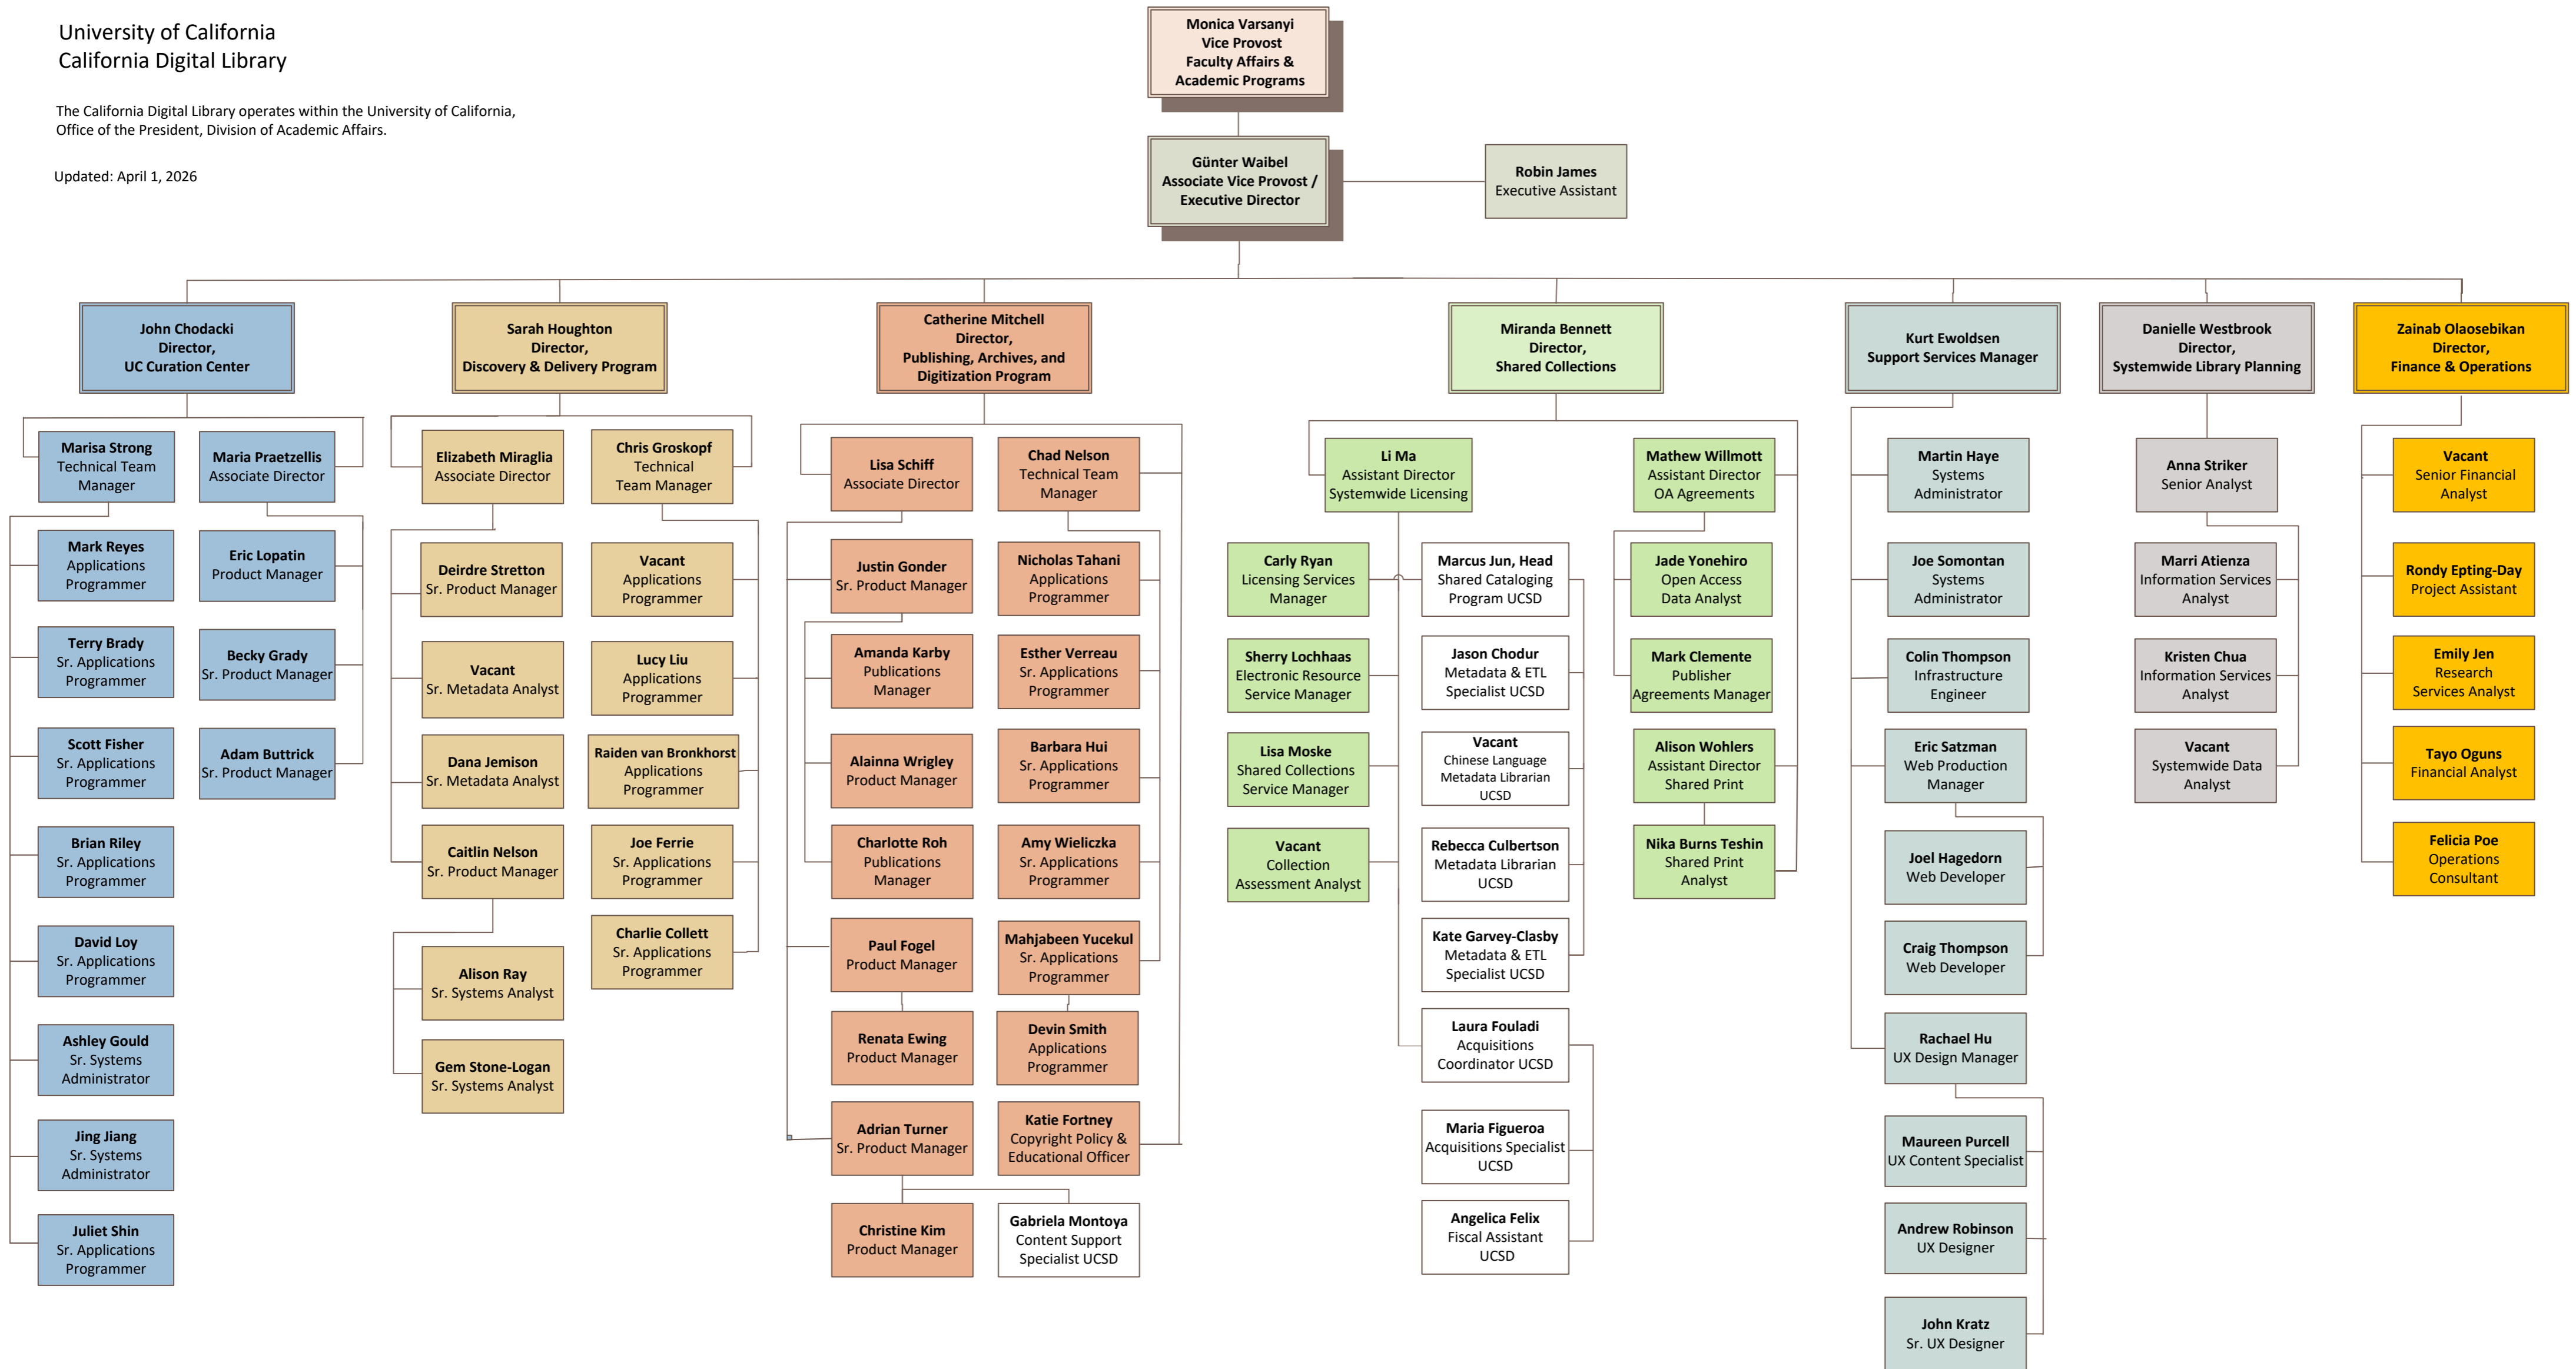 University of California
California Digital Library
The California Digital Library operates within the University of California,
Office of the President, Division of Academic Affairs.
Updated: April 1, 2026
Monica Varsanyi
Vice Provost
Faculty Affairs &
Academic Programs
Günter Waibel
Associate Vice Provost /
Executive Director
Robin James
Executive Assistant
John Chodacki
Director,
UC Curation Center
Sarah Houghton
Director,
Discovery & Delivery Program
Catherine Mitchell
Director,
Publishing, Archives, and
Digitization Program
Miranda Bennett
Director,
Shared Collections
Kurt Ewoldsen
Support Services Manager
Danielle Westbrook
Director,
Systemwide Library Planning
Zainab Olaosebikan
Director,
Finance & Operations
Marisa Strong
Technical Team
Manager
Mark Reyes
Applications
Programmer
Terry Brady
Sr. Applications
Programmer
Scott Fisher
Sr. Applications
Programmer
Brian Riley
Sr. Applications
Programmer
David Loy
Sr. Applications
Programmer
Ashley Gould
Sr. Systems
Administrator
Jing Jiang
Sr. Systems
Administrator
Juliet Shin
Sr. Applications
Programmer
Maria Praetzellis
Associate Director
Eric Lopatin
Product Manager
Becky Grady
Sr. Product Manager
Adam Buttrick
Sr. Product Manager
Elizabeth Miraglia
Associate Director
Deirdre Stretton
Sr. Product Manager
Vacant
Sr. Metadata Analyst
Dana Jemison
Sr. Metadata Analyst
Caitlin Nelson
Sr. Product Manager
Alison Ray
Sr. Systems Analyst
Gem Stone-Logan
Sr. Systems Analyst
Chris Groskopf
Technical
Team Manager
Vacant
Applications
Programmer
Lucy Liu
Applications
Programmer
Raiden van Bronkhorst
Applications
Programmer
Joe Ferrie
Sr. Applications
Programmer
Charlie Collett
Sr. Applications
Programmer
Lisa Schiff
Associate Director
Justin Gonder
Sr. Product Manager
Amanda Karby
Publications
Manager
Alainna Wrigley
Product Manager
Charlotte Roh
Publications
Manager
Paul Fogel
Product Manager
Renata Ewing
Product Manager
Adrian Turner
Sr. Product Manager
Christine Kim
Product Manager
Chad Nelson
Technical Team
Manager
Nicholas Tahani
Applications
Programmer
Esther Verreau
Sr. Applications
Programmer
Barbara Hui
Sr. Applications
Programmer
Amy Wieliczka
Sr. Applications
Programmer
Mahjabeen Yucekul
Sr. Applications
Programmer
Devin Smith
Applications
Programmer
Katie Fortney
Copyright Policy &
Educational Officer
Gabriela Montoya
Content Support
Specialist UCSD
Li Ma
Assistant Director
Systemwide Licensing
Carly Ryan
Licensing Services
Manager
Sherry Lochhaas
Electronic Resource
Service Manager
Lisa Moske
Shared Collections
Service Manager
Vacant
Collection
Assessment Analyst
Marcus Jun, Head
Shared Cataloging
Program UCSD
Jason Chodur
Metadata & ETL
Specialist UCSD
Vacant
Chinese Language
Metadata Librarian
UCSD
Rebecca Culbertson
Metadata Librarian
UCSD
Kate Garvey-Clasby
Metadata & ETL
Specialist UCSD
Laura Fouladi
Acquisitions
Coordinator UCSD
Maria Figueroa
Acquisitions Specialist
UCSD
Angelica Felix
Fiscal Assistant
UCSD
Mathew Willmott
Assistant Director
OA Agreements
Jade Yonehiro
Open Access
Data Analyst
Mark Clemente
Publisher
Agreements Manager
Alison Wohlers
Assistant Director
Shared Print
Nika Burns Teshin
Shared Print
Analyst
Martin Haye
Systems
Administrator
Joe Somontan
Systems
Administrator
Colin Thompson
Infrastructure
Engineer
Eric Satzman
Web Production
Manager
Joel Hagedorn
Web Developer
Craig Thompson
Web Developer
Rachael Hu
UX Design Manager
Maureen Purcell
UX Content Specialist
Andrew Robinson
UX Designer
John Kratz
Sr. UX Designer
Anna Striker
Senior Analyst
Marri Atienza
Information Services
Analyst
Kristen Chua
Information Services
Analyst
Vacant
Systemwide Data
Analyst
Vacant
Senior Financial
Analyst
Rondy Epting-Day
Project Assistant
Emily Jen
Research
Services Analyst
Tayo Oguns
Financial Analyst
Felicia Poe
Operations
Consultant